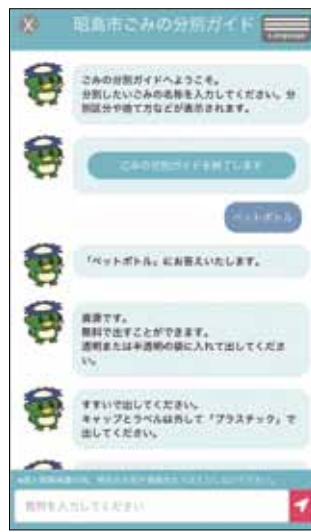 昭島市ごみの分別ガイド
Language
ごみの分別ガイドへようこそ。
分別したいごみの名称を入力してください。分
別区分や捨て方などが表示されます。
ごみの分別ガイドを終了します
ペットボトル
「ペットボトル」にお答えいたします。
資源です。
無料で出すことができます。
透明または半透明の袋に入れて出してくださ
い。
すすいで出してください。
キャップとラベルは外して「プラスチック」で
出してください。
質問を入力してください